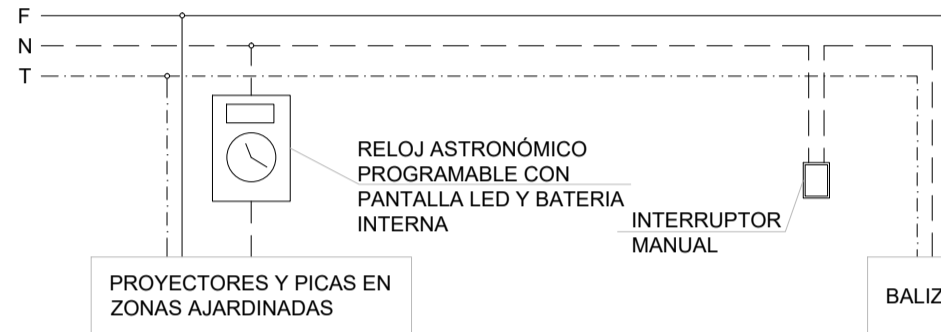 F
N
T
RELOJ ASTRONÓMICO
PROGRAMABLE CON
PANTALLA LED Y BATERIA
INTERNA
INTERRUPTOR
MANUAL
PROYECTORES Y PICAS EN
ZONAS AJARDINADAS
BALIZ